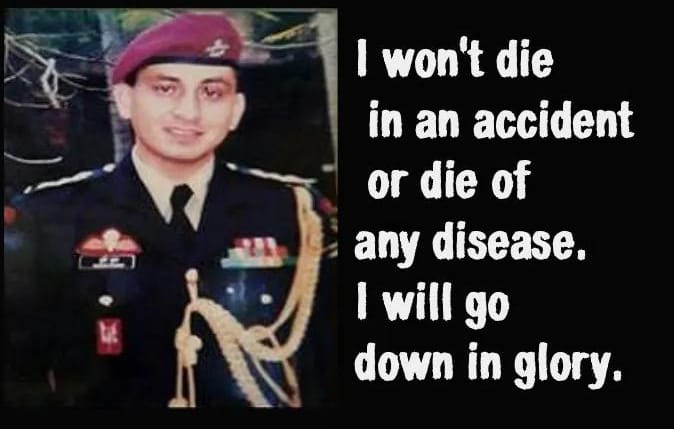 I won't die
in an accident
or die of
any disease.
I will go
down in glory.